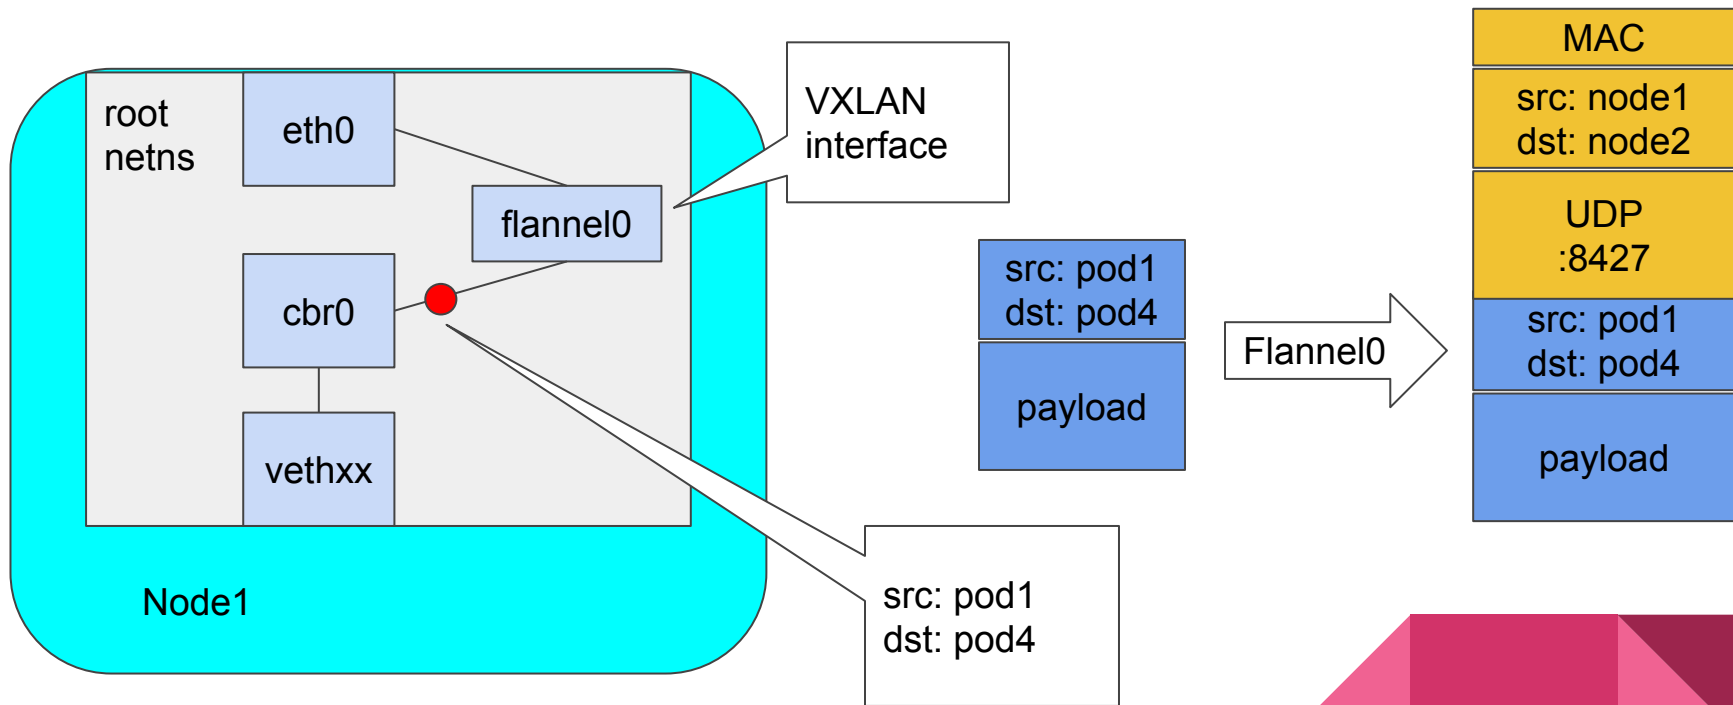 root
netns
eth0
flannel0
cbr0
vethxx
Node1
VXLAN
interface
src: pod1
dst: pod4
src: pod1
dst: pod4
payload
Flannel0
MAC
src: node1
dst: node2
UDP
:8427
src: pod1
dst: pod4
payload